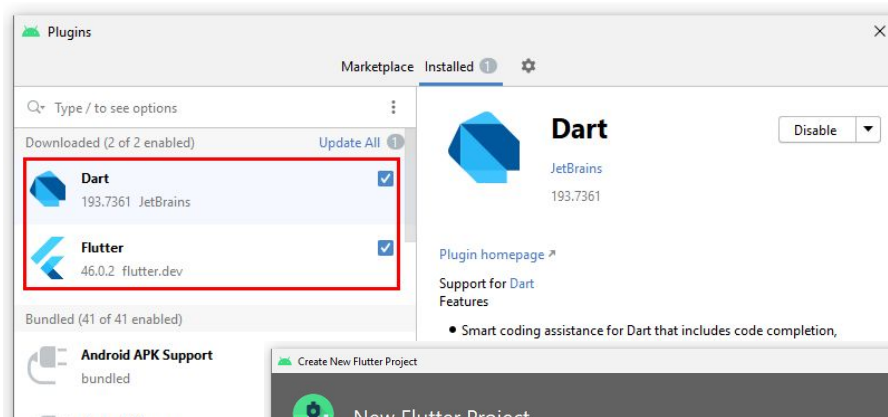 Plugins
Marketplace Installed 1
Type / to see options
Downloaded (2 of 2 enabled) Update All 1
Dart
193.7361 JetBrains
Flutter
46.0.2 flutter.dev
Bundled (41 of 41 enabled)
Android APK Support
bundled
Dart
Disable
JetBrains
193.7361
Plugin homepage
Support for Dart
Features
• Smart coding assistance for Dart that includes code completion,
Create New Flutter Project
New Flutter Project